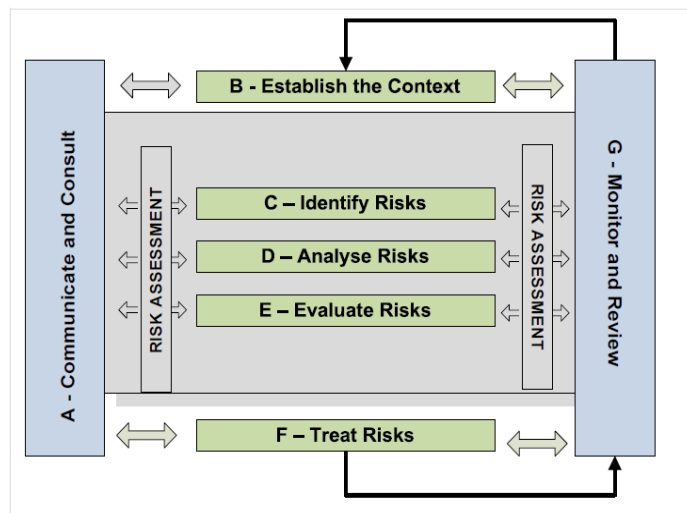 A - Communicate and Consult
B - Establish the Context
RISK ASSESSMENT
C – Identify Risks
D – Analyse Risks
E – Evaluate Risks
RISK ASSESSMENT
F – Treat Risks
G - Monitor and Review